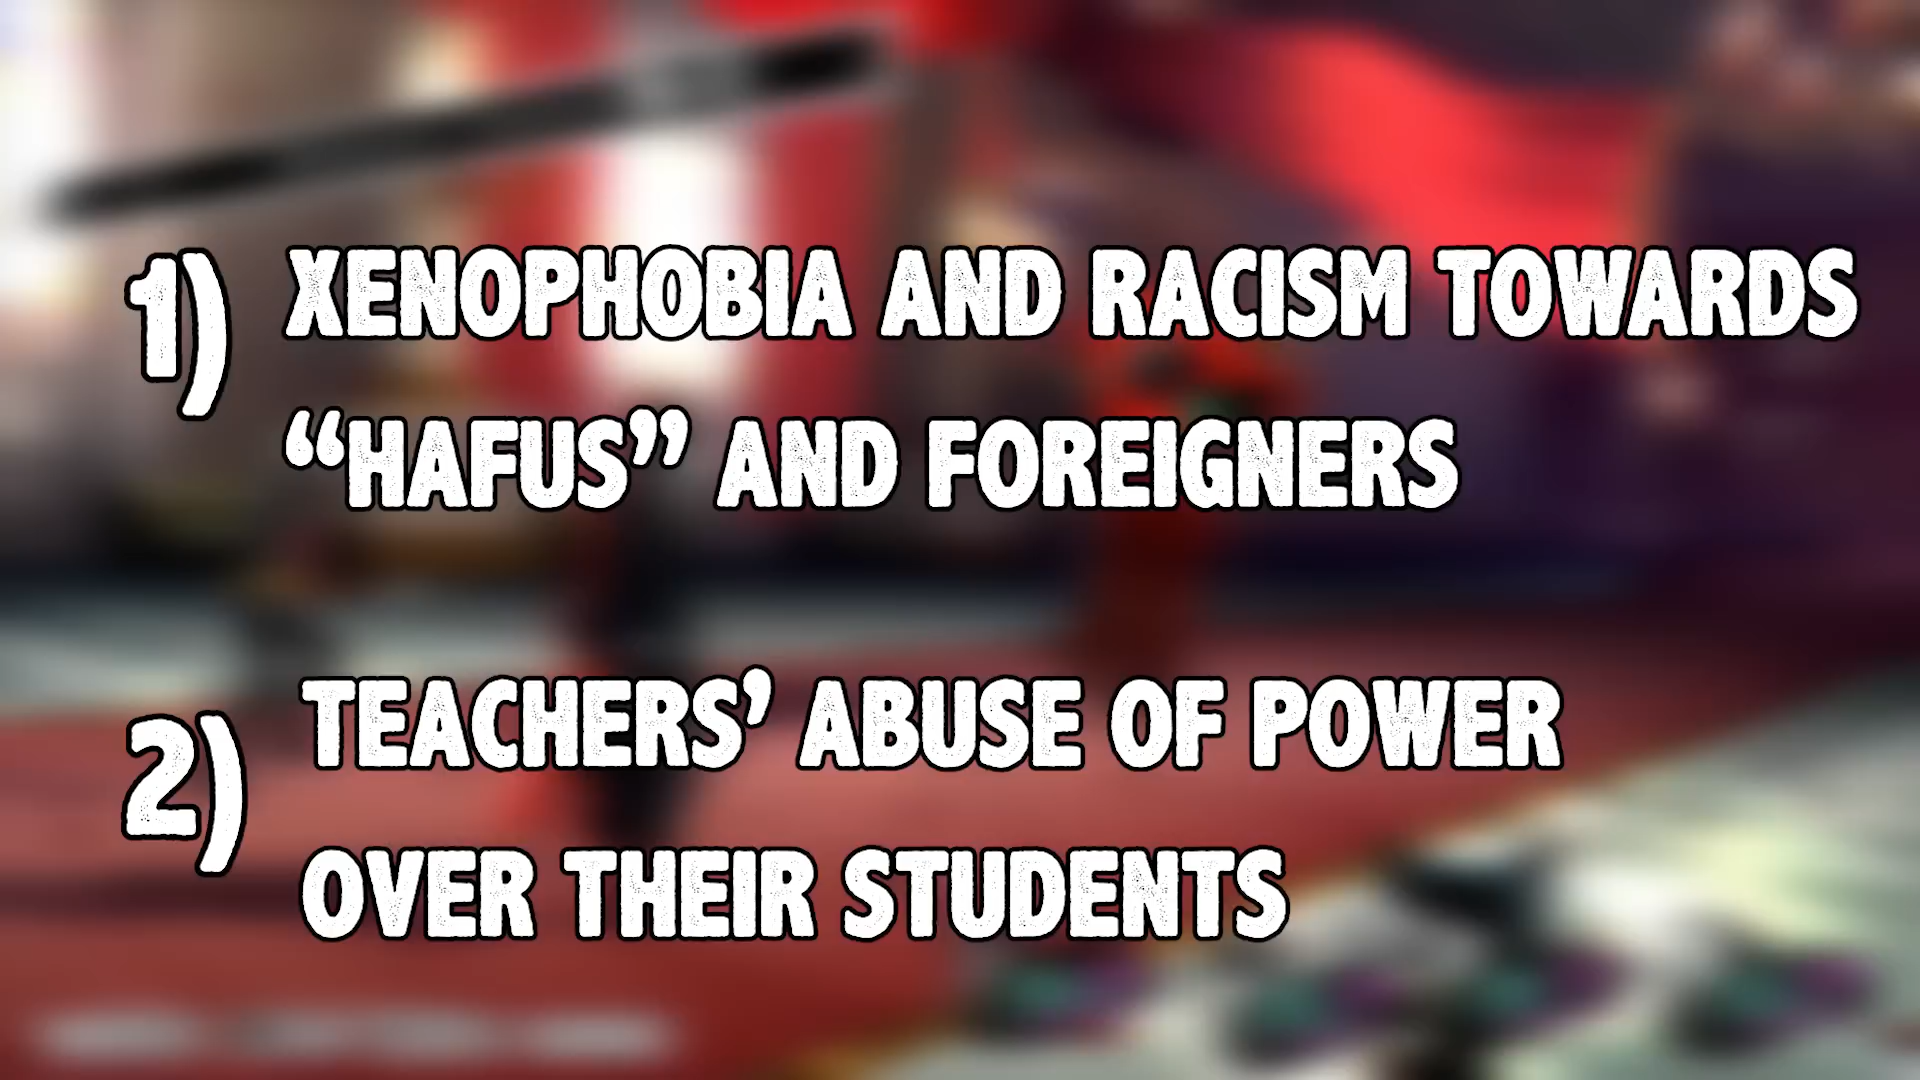 1) XENOPHOBIA AND RACISM TOWARDS
“HAFUS” AND FOREIGNERS
2) TEACHERS’ ABUSE OF POWER
OVER THEIR STUDENTS